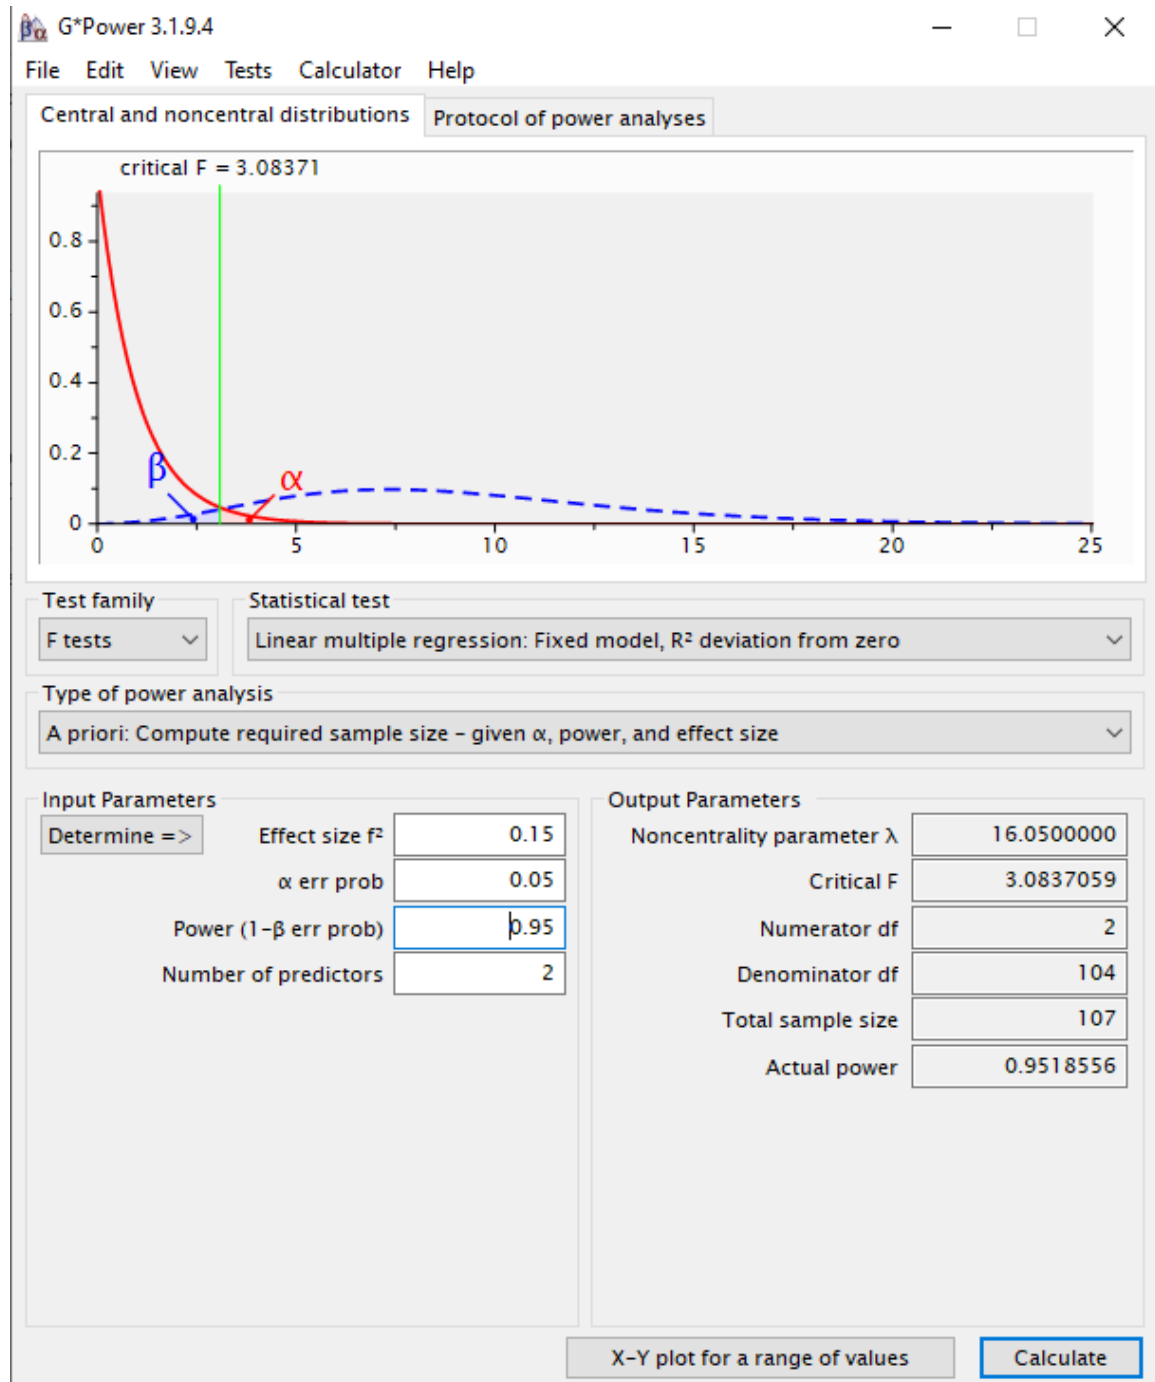 G*Power 3.1.9.4
File Edit View Tests Calculator Help
Central and noncentral distributions Protocol of power analyses
critical F = 3.08371
0.8
0.6
0.4
0.2
β α
0
0 5 10 15 20 25
Test family Statistical test
F tests Linear multiple regression: Fixed model, R² deviation from zero
Type of power analysis
A priori: Compute required sample size – given α, power, and effect size
Input Parameters Output Parameters
Determine => Effect size f² 0.15 Noncentrality parameter λ 16.0500000
α err prob 0.05 Critical F 3.0837059
Power (1-β err prob) 0.95 Numerator df 2
Number of predictors 2 Denominator df 104
Total sample size 107
Actual power 0.9518556
X-Y plot for a range of values Calculate